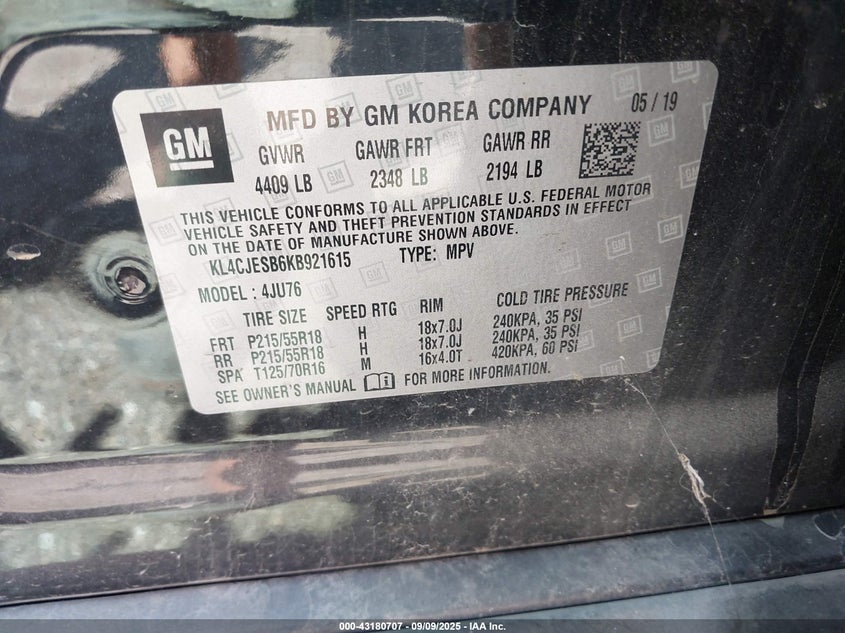 MFD BY GM KOREA COMPANY 05 / 19
GM
GVWR GAWR FRT GAWR RR
4409 LB 2348 LB 2194 LB
THIS VEHICLE CONFORMS TO ALL APPLICABLE U.S. FEDERAL MOTOR
VEHICLE SAFETY AND THEFT PREVENTION STANDARDS IN EFFECT
ON THE DATE OF MANUFACTURE SHOWN ABOVE.
KL4CJESB6KB921615 TYPE: MPV
MODEL : 4JU76
TIRE SIZE SPEED RTG RIM COLD TIRE PRESSURE
FRT P215/55R18 H 18x7.0J 240KPA, 35 PSI
RR P215/55R18 H 18x7.0J 240KPA, 35 PSI
SPA T125/70R16 M 16x4.0T 420KPA, 60 PSI
SEE OWNER'S MANUAL FOR MORE INFORMATION.
000-43180707 - 09/09/2025 - IAA Inc.